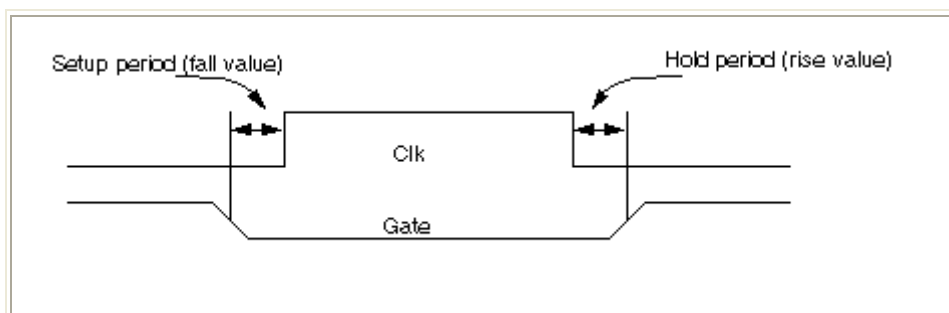 Setup period (fall value)
Hold period (rise value)
Clk
Gate